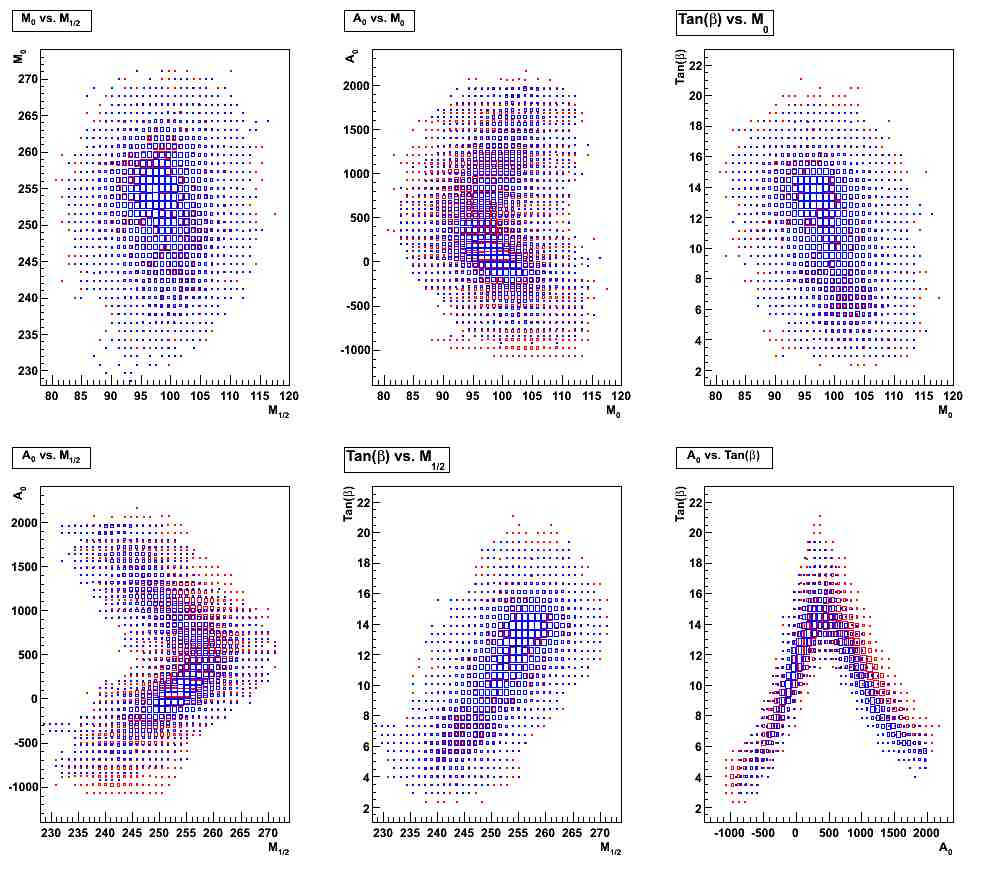 M0 vs. M1/2
A0 vs. M0
Tan(β) vs. M0
M0
270
265
260
255
250
245
240
235
230
80 85 90 95 100 105 110 115 120
M1/2
A0
2000
1500
1000
500
0
-500
-1000
80 85 90 95 100 105 110 115 120
M0
Tan(β)
22
20
18
16
14
12
10
8
6
4
2
80 85 90 95 100 105 110 115 120
M0
A0 vs. M1/2
Tan(β) vs. M1/2
A0 vs. Tan(β)
A0
2000
1500
1000
500
0
-500
-1000
230 235 240 245 250 255 260 265 270
M1/2
Tan(β)
22
20
18
16
14
12
10
8
6
4
2
230 235 240 245 250 255 260 265 270
M1/2
Tan(β)
22
20
18
16
14
12
10
8
6
4
2
-1000 -500 0 500 1000 1500 2000
A0